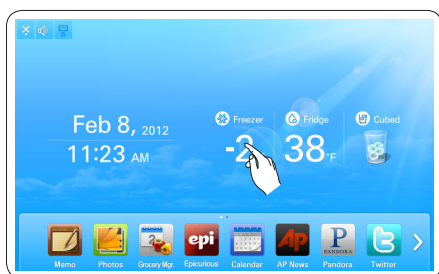 Freezer
Fridge
Cubed
Feb 8, 2012
11:23 AM
-2
38°F
epi
AP
P
PANDORA
Memo
Photos
Grocery Mgr.
Epicurious
Calendar
AP News
Pandora
Twitter